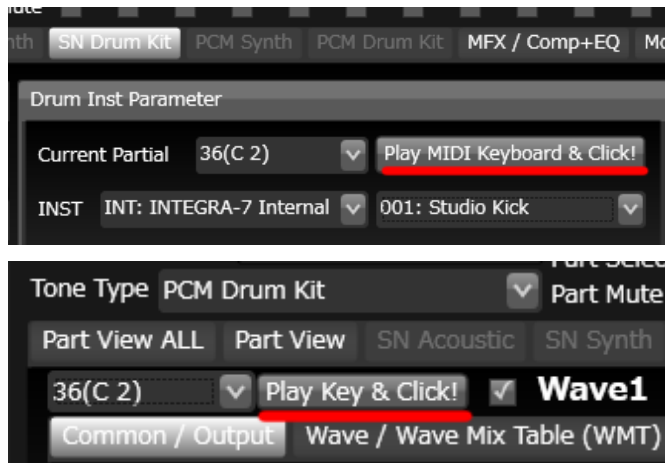 SN Drum Kit PCM Synth PCM Drum Kit MFX / Comp+EQ
Drum Inst Parameter
Current Partial 36(C 2) Play MIDI Keyboard & Click!
INST INT: INTEGRA-7 Internal 001: Studio Kick
Tone Type PCM Drum Kit Part Mute
Part View ALL Part View SN Acoustic SN Synth
36(C 2) Play Key & Click! Wave1
Common / Output Wave / Wave Mix Table (WMT)